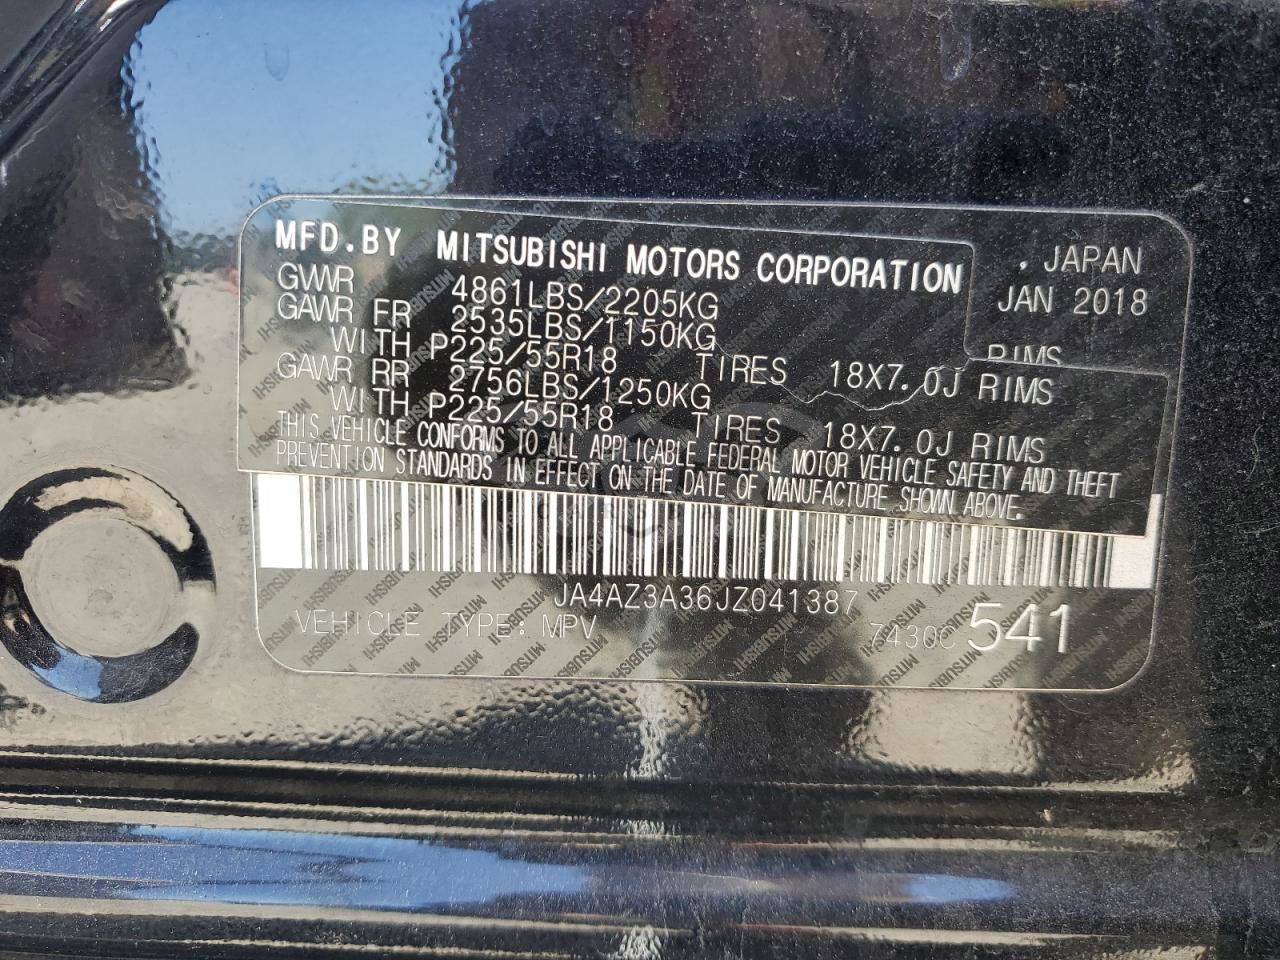 MFD.BY MITSUBISHI MOTORS CORPORATION . JAPAN
GVWR 4861LBS/2205KG JAN 2018
GAWR FR 2535LBS/1150KG
WITH P225/55R18 TIRES 18X7.0J RIMS
GAWR RR 2756LBS/1250KG
WITH P225/55R18 TIRES 18X7.0J RIMS
THIS VEHICLE CONFORMS TO ALL APPLICABLE FEDERAL MOTOR VEHICLE SAFETY AND THEFT
PREVENTION STANDARDS IN EFFECT ON THE DATE OF MANUFACTURE SHOWN ABOVE.
JA4AZ3A36JZ041387
VEHICLE TYPE: MPV 7430C 541